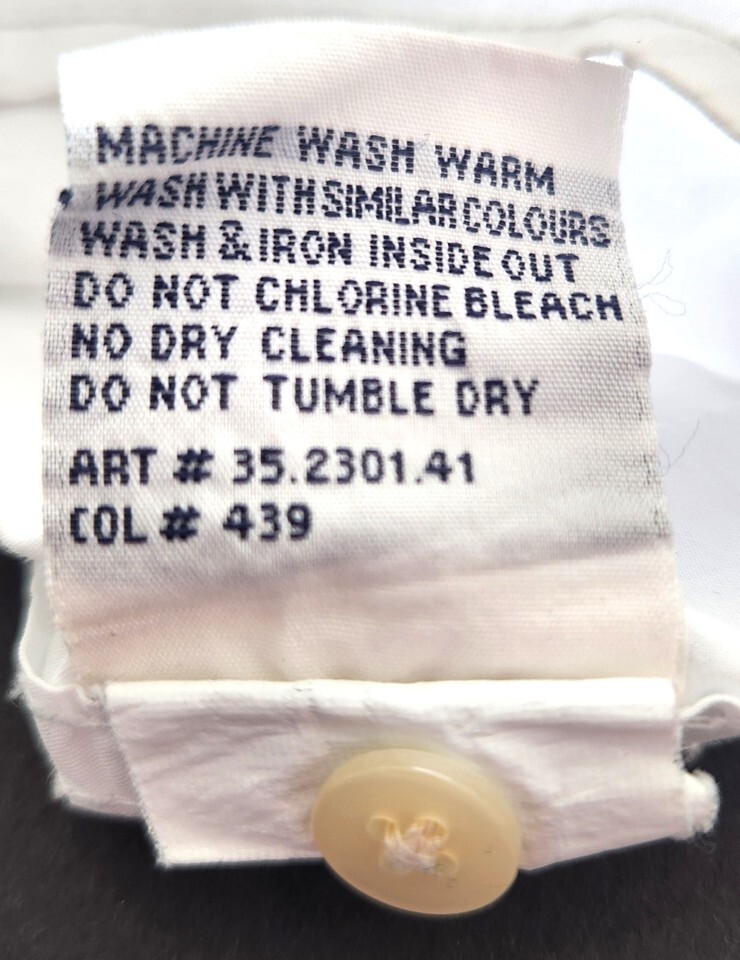 MACHINE WASH WARM
WASH WITH SIMILAR COLOURS
WASH & IRON INSIDE OUT
DO NOT CHLORINE BLEACH
NO DRY CLEANING
DO NOT TUMBLE DRY
ART # 35.2301.41
COL # 439